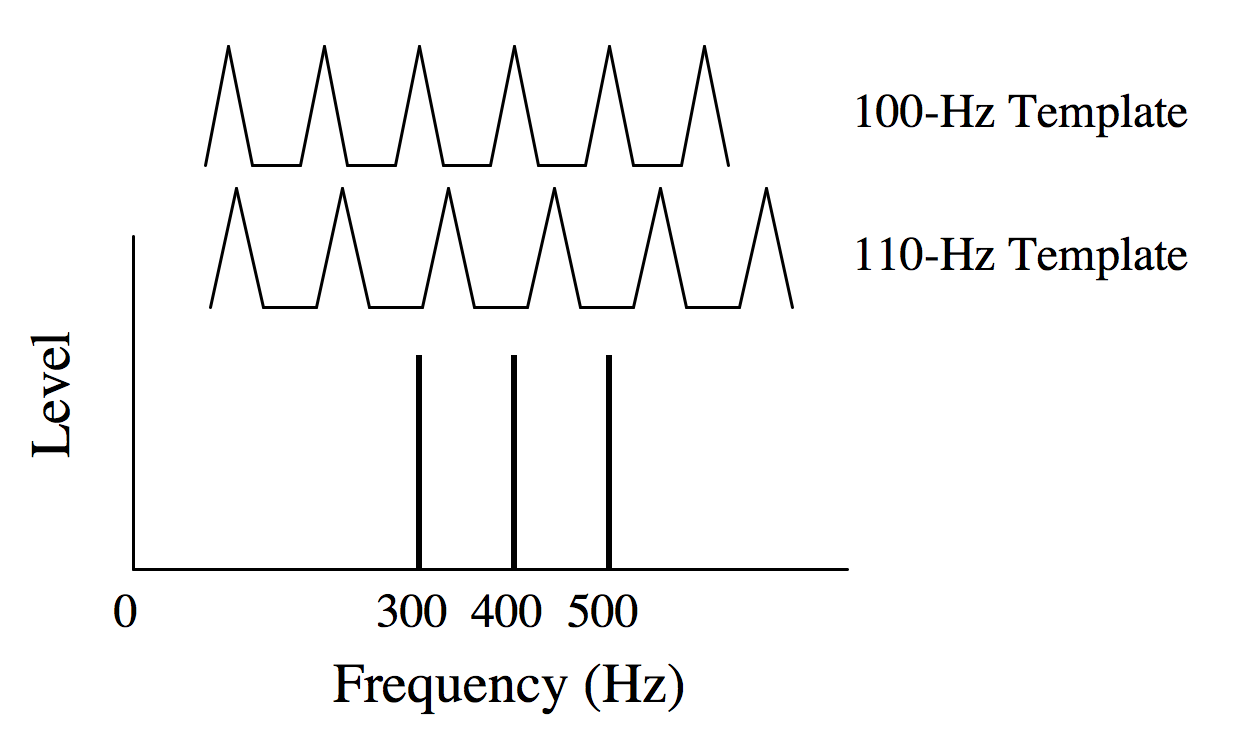 100-Hz Template
110-Hz Template
Level
0 300 400 500
Frequency (Hz)